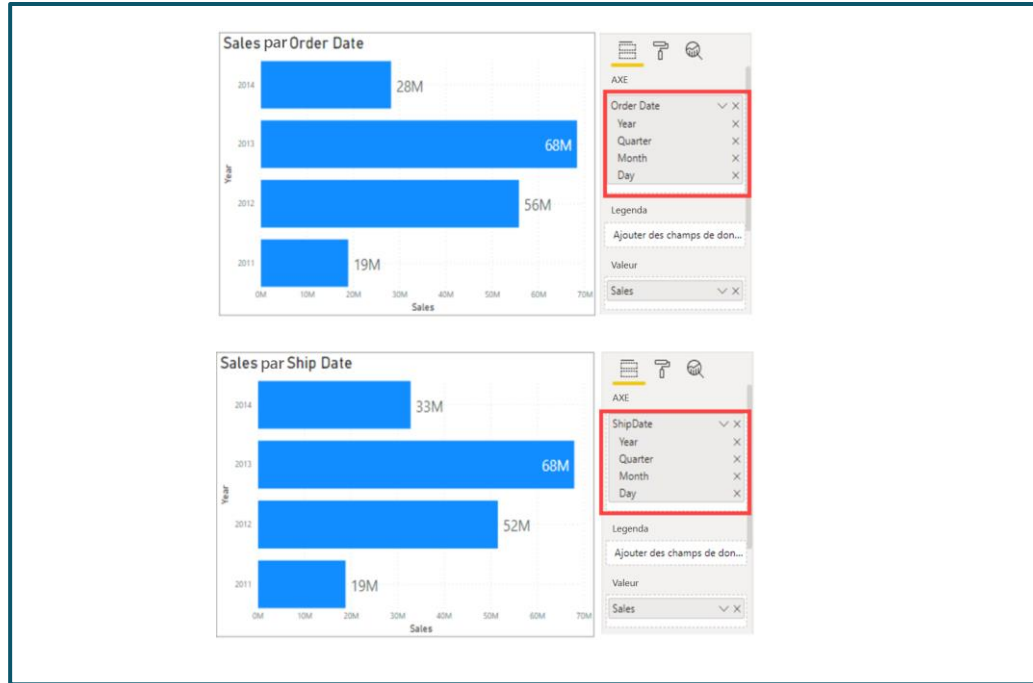 Sales par Order Date
Year
2014
28M
2013
68M
2012
56M
2011
19M
0M 10M 20M 30M 40M 50M 60M 70M
Sales
AXE
Order Date
Year
Quarter
Month
Day
Legenda
Ajouter des champs de don...
Valeur
Sales
Sales par Ship Date
Year
2014
33M
2013
68M
2012
52M
2011
19M
0M 10M 20M 30M 40M 50M 60M 70M
Sales
AXE
ShipDate
Year
Quarter
Month
Day
Legenda
Ajouter des champs de don...
Valeur
Sales